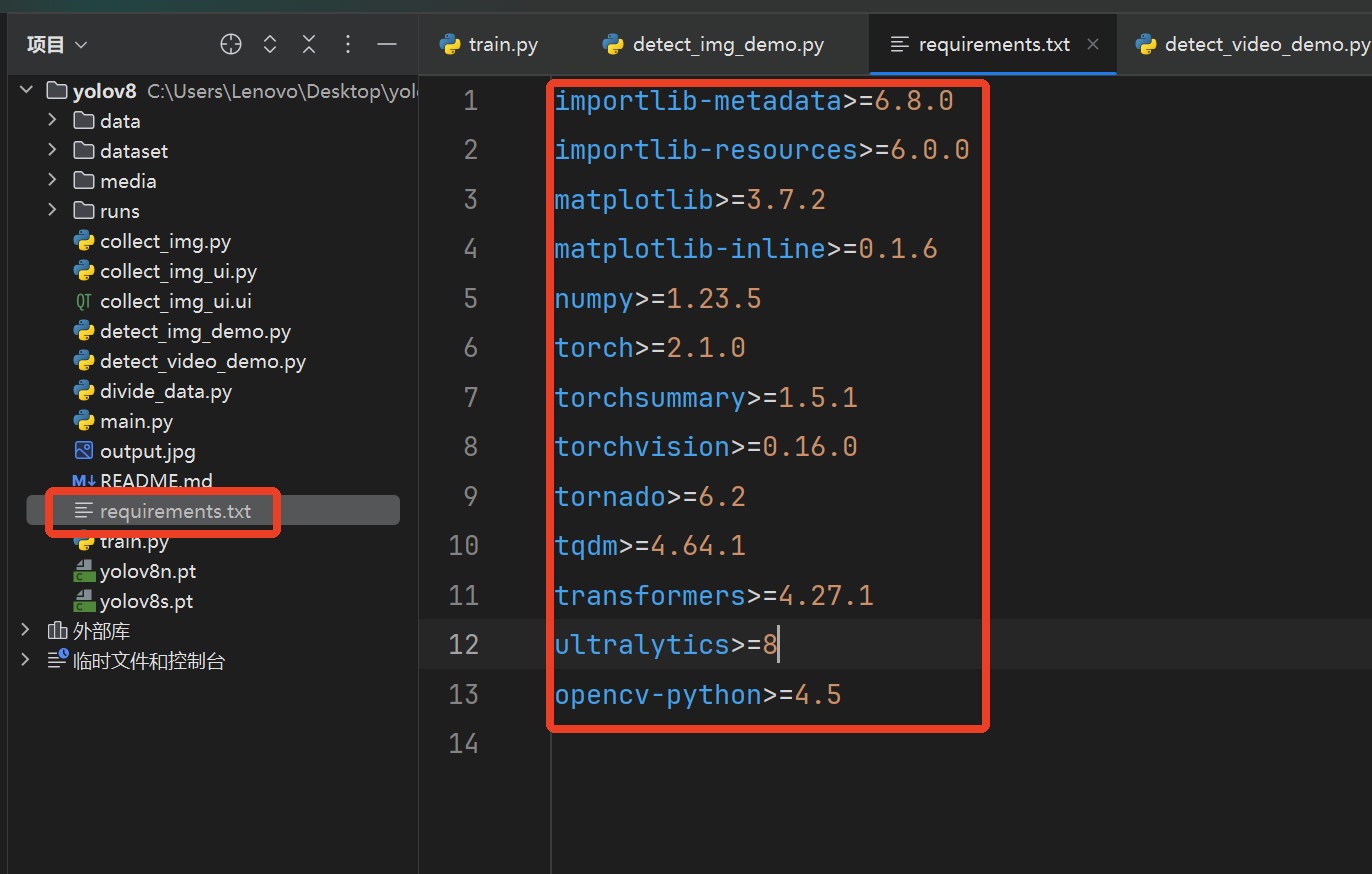 项目
train.py
detect_img_demo.py
requirements.txt
detect_video_demo.py
yolov8 C:\Users\Lenovo\Desktop\yol
data
dataset
media
runs
collect_img.py
collect_img_ui.py
QT collect_img_ui.ui
detect_img_demo.py
detect_video_demo.py
divide_data.py
main.py
output.jpg
M↓ README.md
requirements.txt
train.py
C yolov8n.pt
C yolov8s.pt
外部库
临时文件和控制台
1 importlib-metadata>=6.8.0
2 importlib-resources>=6.0.0
3 matplotlib>=3.7.2
4 matplotlib-inline>=0.1.6
5 numpy>=1.23.5
6 torch>=2.1.0
7 torchsummary>=1.5.1
8 torchvision>=0.16.0
9 tornado>=6.2
10 tqdm>=4.64.1
11 transformers>=4.27.1
12 ultralytics>=8
13 opencv-python>=4.5
14